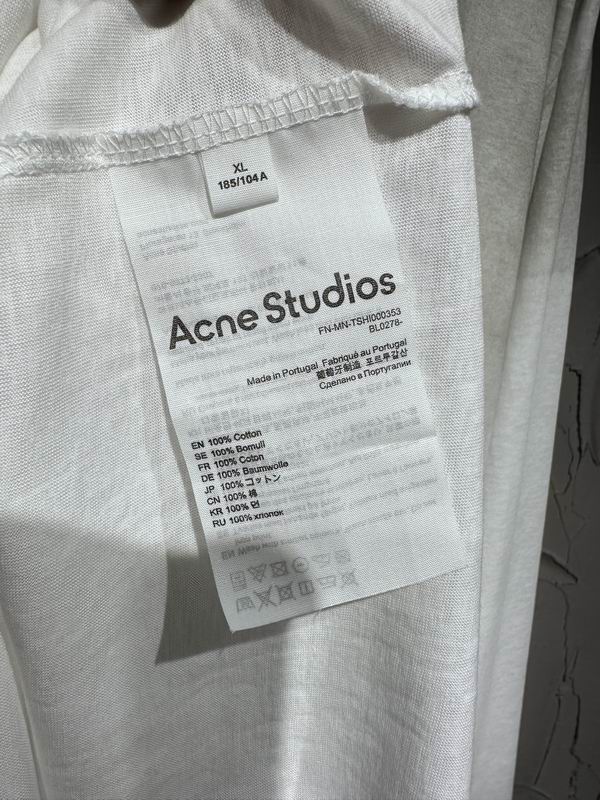 XL
185/104A
Acne Studios
FN-MN-TSHI000353
BL0278-
Made in Portugal Fabriqué au Portugal
葡萄牙制造 포르투갈산
Сделано в Португалии
EN 100% Cotton
SE 100% Bomull
FR 100% Coton
DE 100% Baumwolle
JP 100% コットン
CN 100% 棉
KR 100% 면
RU 100% хлопок